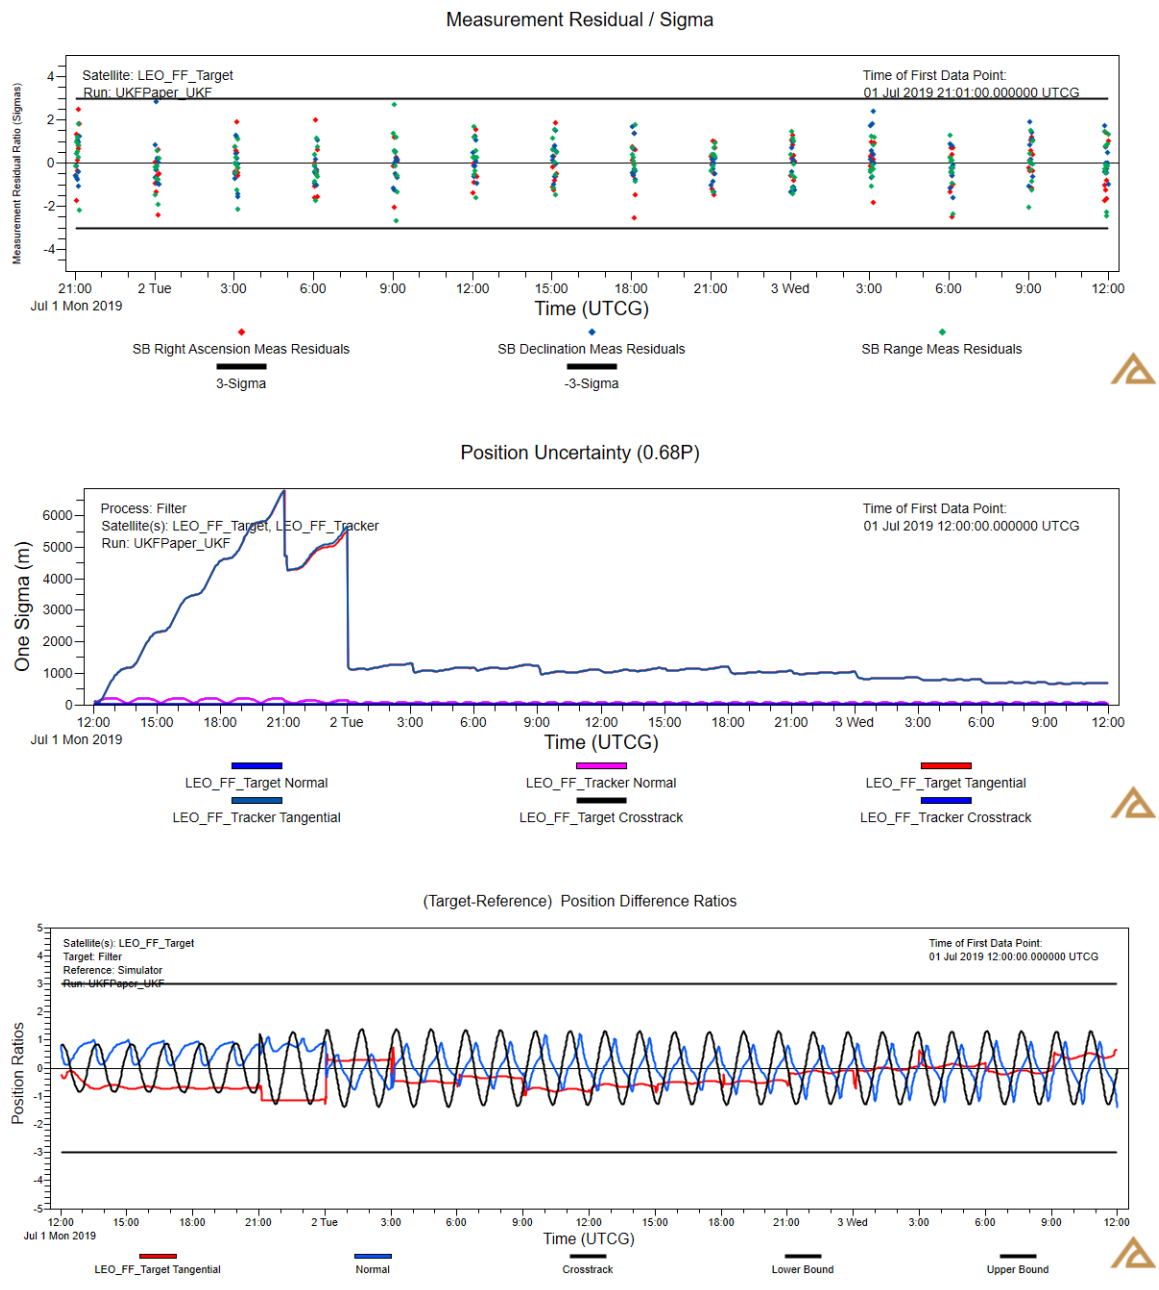 Measurement Residual / Sigma
Measurement Residual Ratio (Sigmas)
4
2
0
-2
-4
Satellite: LEO_FF_Target
Run: UKFPaper_UKF
Time of First Data Point:
01 Jul 2019 21:01:00.000000 UTCG
21:00 2 Tue 3:00 6:00 9:00 12:00 15:00 18:00 21:00 3 Wed 3:00 6:00 9:00 12:00
Jul 1 Mon 2019
Time (UTCG)
SB Right Ascension Meas Residuals SB Declination Meas Residuals SB Range Meas Residuals
3-Sigma -3-Sigma
Position Uncertainty (0.68P)
One Sigma (m)
6000
5000
4000
3000
2000
1000
0
Process: Filter
Satellite(s): LEO_FF_Target, LEO_FF_Tracker
Run: UKFPaper_UKF
Time of First Data Point:
01 Jul 2019 12:00:00.000000 UTCG
12:00 15:00 18:00 21:00 2 Tue 3:00 6:00 9:00 12:00 15:00 18:00 21:00 3 Wed 3:00 6:00 9:00 12:00
Jul 1 Mon 2019
Time (UTCG)
LEO_FF_Target Normal LEO_FF_Tracker Normal LEO_FF_Target Tangential
LEO_FF_Tracker Tangential LEO_FF_Target Crosstrack LEO_FF_Tracker Crosstrack
(Target-Reference) Position Difference Ratios
Position Ratios
5
4
3
2
1
0
-1
-2
-3
-4
-5
Satellite(s): LEO_FF_Target
Target: Filter
Reference: Simulator
Run: UKFPaper_UKF
Time of First Data Point:
01 Jul 2019 12:00:00.000000 UTCG
12:00 15:00 18:00 21:00 2 Tue 3:00 6:00 9:00 12:00 15:00 18:00 21:00 3 Wed 3:00 6:00 9:00 12:00
Jul 1 Mon 2019
Time (UTCG)
LEO_FF_Target Tangential Normal Crosstrack Lower Bound Upper Bound